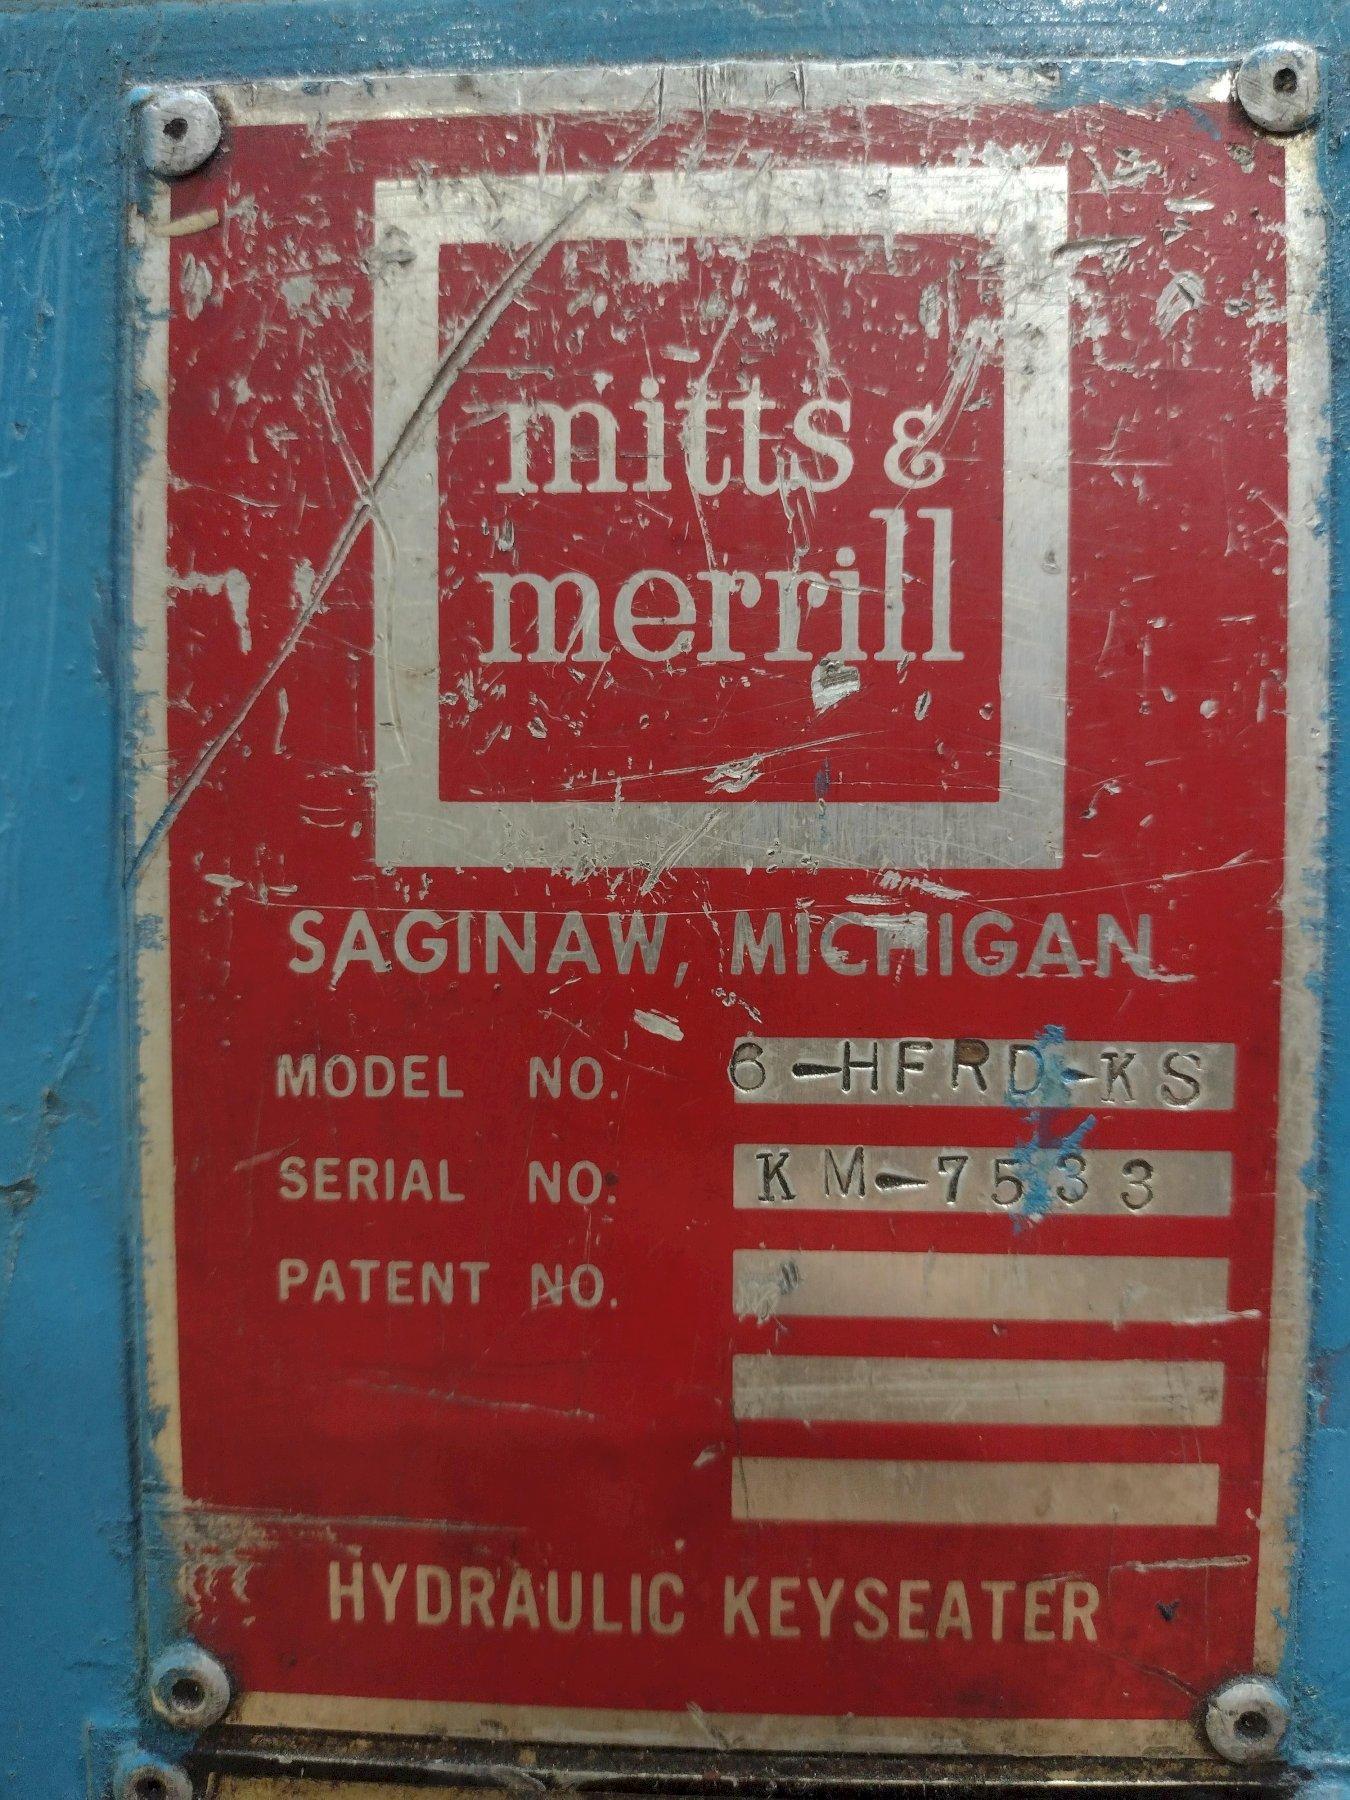 mitts &
merrill
SAGINAW, MICHIGAN
MODEL NO. 6-HFRD-KS
SERIAL NO. KM-7533
PATENT NO.
HYDRAULIC KEYSEATER